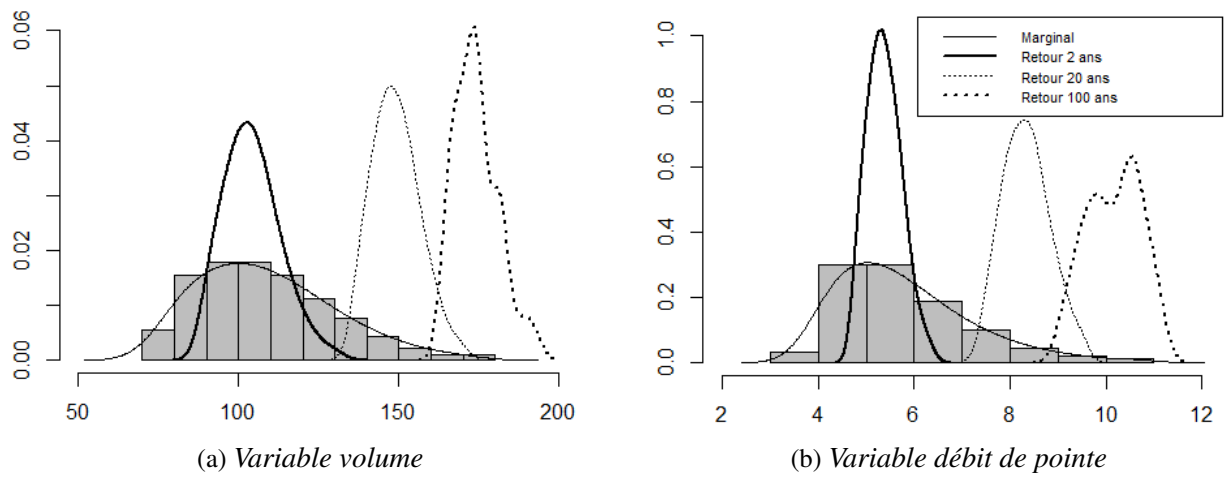 0.06
0.04
0.02
0.00
50 100 150 200
(a) Variable volume
1.0
0.8
0.6
0.4
0.2
0.0
2 4 6 8 10 12
Marginal
Retour 2 ans
Retour 20 ans
Retour 100 ans
(b) Variable débit de pointe